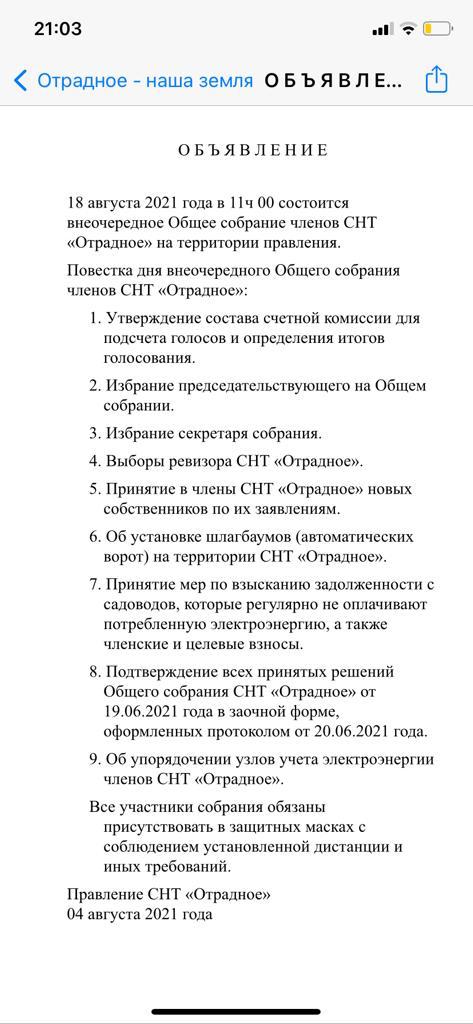 21:03
Отрадное - наша земля О Б Ъ Я В Л Е...
О Б Ъ Я В Л Е Н И Е
18 августа 2021 года в 11ч 00 состоится
внеочередное Общее собрание членов СНТ
«Отрадное» на территории правления.
Повестка дня внеочередного Общего собрания
членов СНТ «Отрадное»:
1. Утверждение состава счетной комиссии для
подсчета голосов и определения итогов
голосования.
2. Избрание председательствующего на Общем
собрании.
3. Избрание секретаря собрания.
4. Выборы ревизора СНТ «Отрадное».
5. Принятие в члены СНТ «Отрадное» новых
собственников по их заявлениям.
6. Об установке шлагбаумов (автоматических
ворот) на территории СНТ «Отрадное».
7. Принятие мер по взысканию задолженности с
садоводов, которые регулярно не оплачивают
потребленную электроэнергию, а также
членские и целевые взносы.
8. Подтверждение всех принятых решений
Общего собрания СНТ «Отрадное» от
19.06.2021 года в заочной форме,
оформленных протоколом от 20.06.2021 года.
9. Об упорядочении узлов учета электроэнергии
членов СНТ «Отрадное».
Все участники собрания обязаны
присутствовать в защитных масках с
соблюдением установленной дистанции и
иных требований.
Правление СНТ «Отрадное»
04 августа 2021 года